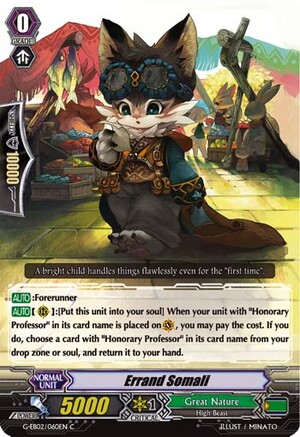 0
GRADE
SHIELD
10000
A bright child handles things flawlessly even for the "first time".
AUTO :Forerunner
AUTO [ ]:[Put this unit into your soul] When your unit with "Honorary
Professor" in its card name is placed on , you may pay the cost. If you
do, choose a card with "Honorary Professor" in its card name from your
drop zone or soul, and return it to your hand.
NORMAL
UNIT
Errand Somali
POWER
5000
1
CRITICAL
Great Nature
High Beast
G-EB02/060EN C
ILLUST / MINATO